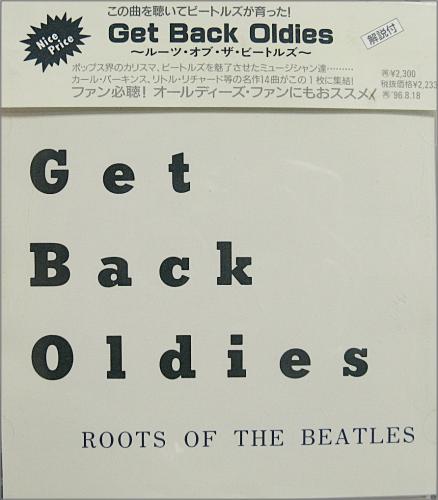 この曲を聴いてビートルズが育った!
Nice
Price
Get Back Oldies
解説付
〜ルーツ・オブ・ザ・ビートルズ〜
ポップス界のカリスマ、ビートルズを魅了させたミュージシャン達………
カール・パーキンス、リトル・リチャード等の名作14曲がこの1枚に集結!
ファン必聴! オールディーズ・ファンにもおススメ!
¥2,300
税抜価格¥2,233
'96.8.18
Get
Back
Oldies
ROOTS OF THE BEATLES